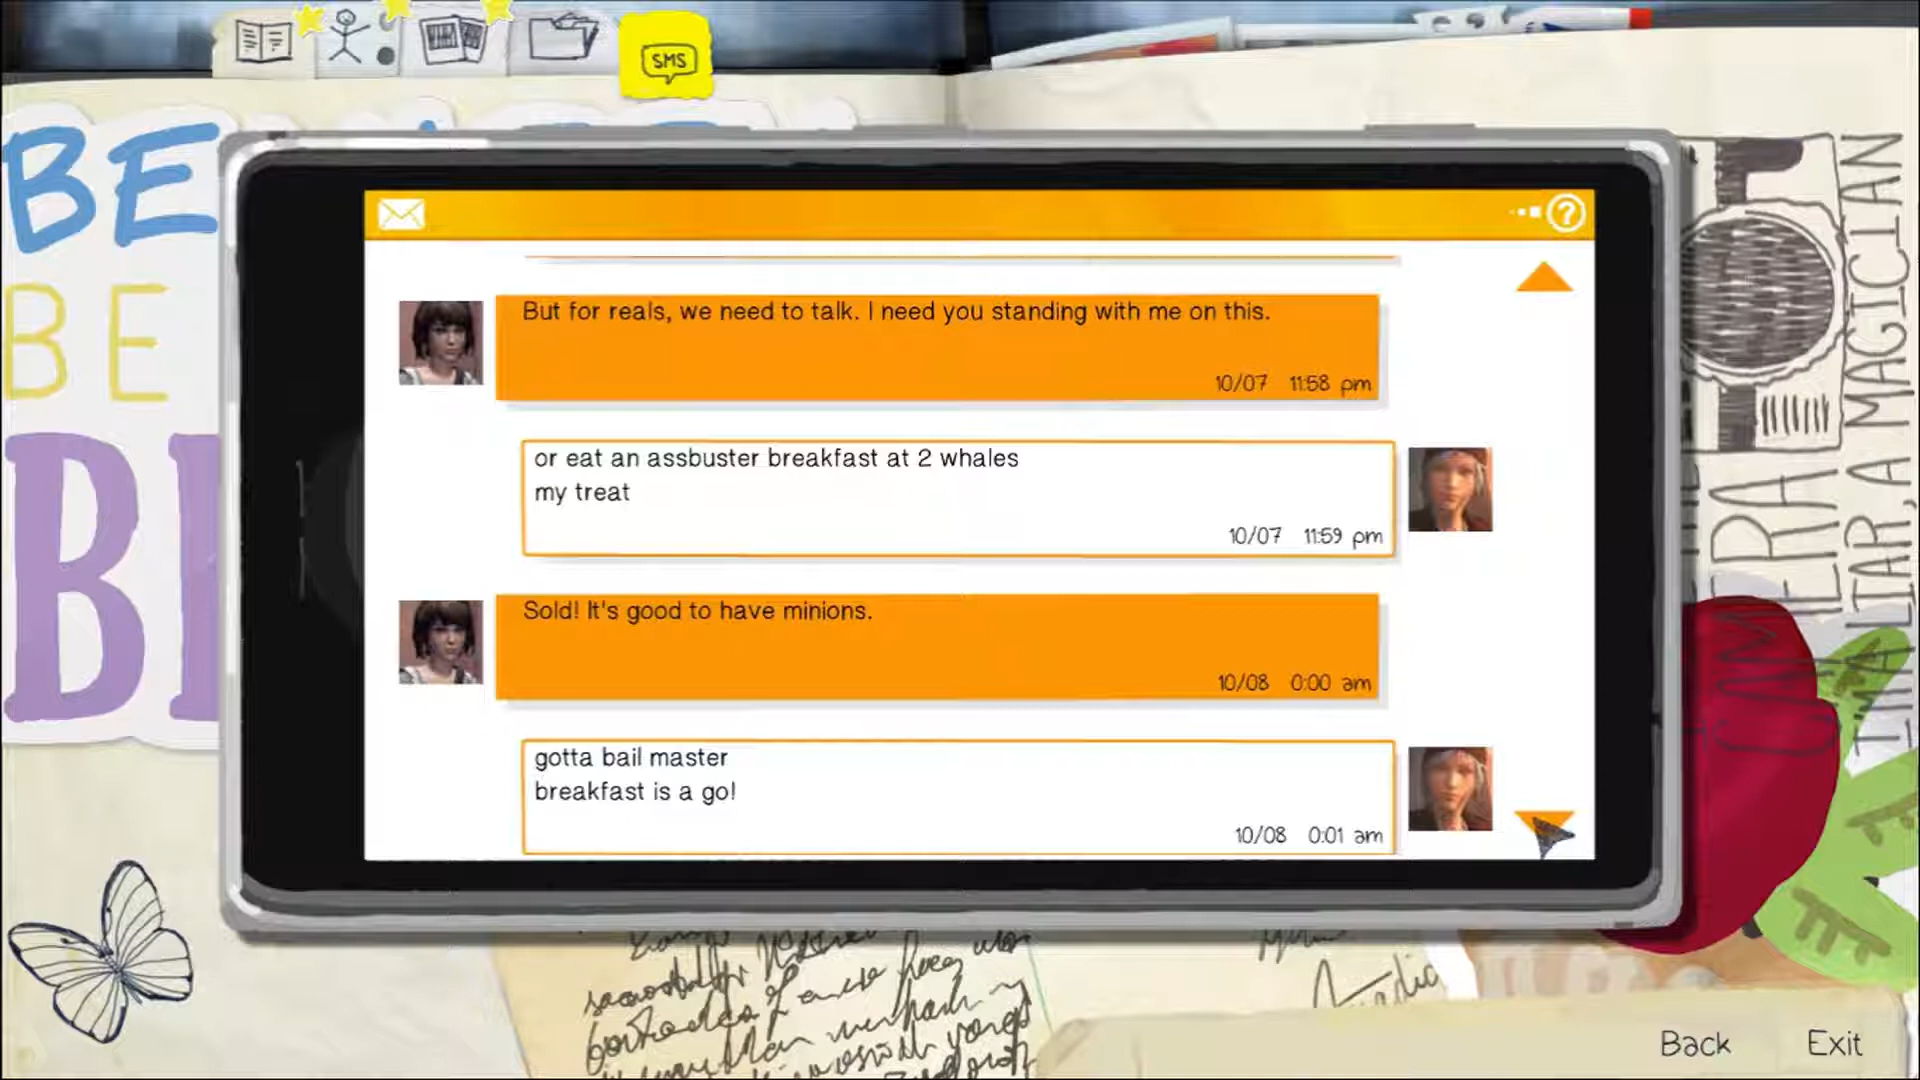 SMS
BE
BE
But for reals, we need to talk. I need you standing with me on this.
10/07 11:58 pm
or eat an assbuster breakfast at 2 whales
my treat
10/07 11:59 pm
Sold! It's good to have minions.
10/08 0:00 am
gotta bail master
breakfast is a go!
10/08 0:01 am
I'M A LIAR, A MAGICIAN
Back
Exit